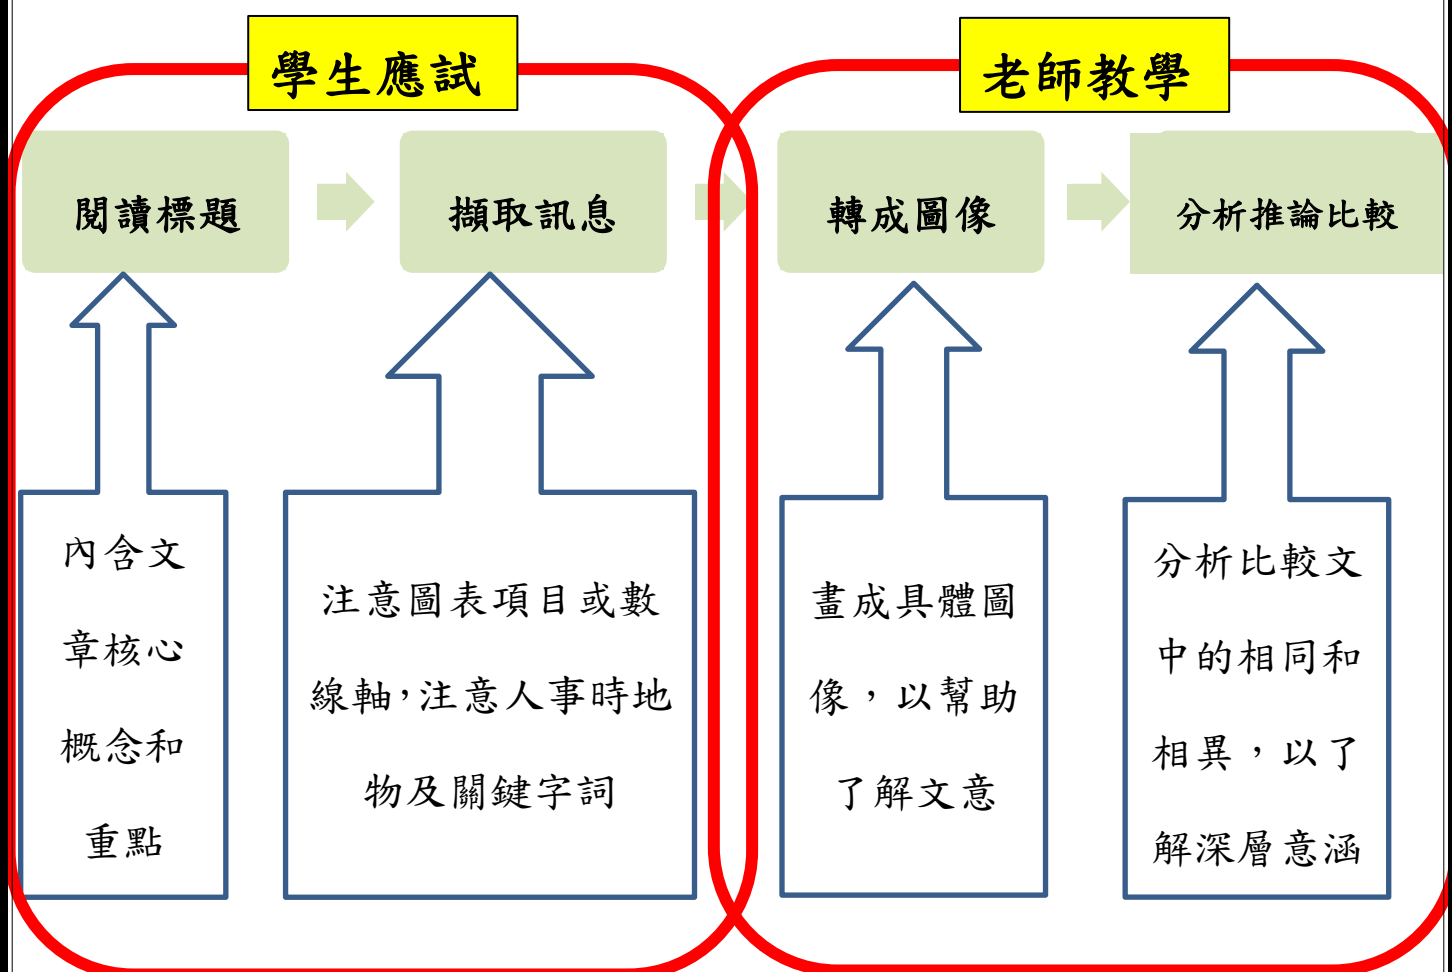 學生應試
老師教學
閱讀標題
擷取訊息
轉成圖像
分析推論比較
內含文
章核心
概念和
重點
注意圖表項目或數
線軸，注意人事時地
物及關鍵字詞
畫成具體圖
像，以幫助
了解文意
分析比較文
中的相同和
相異，以了
解深層意涵